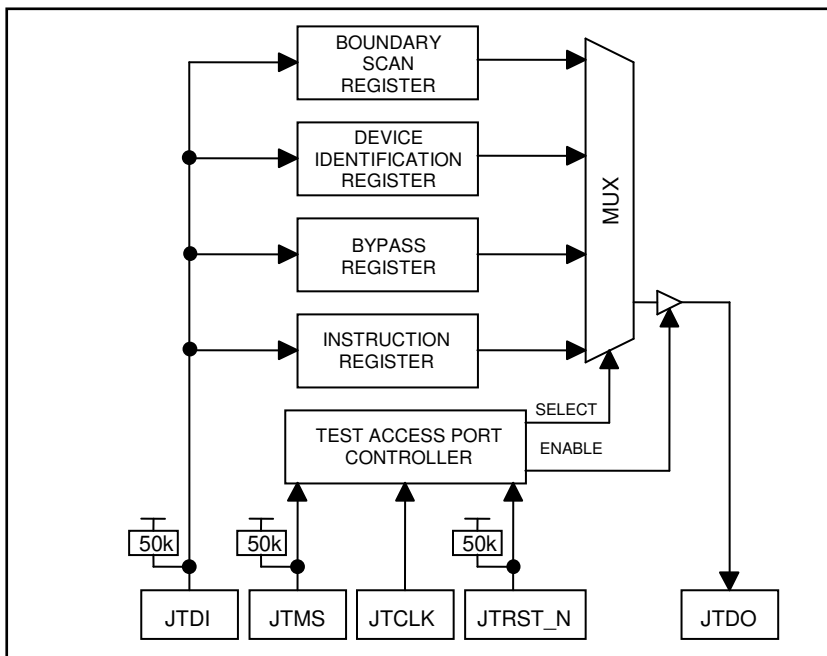 BOUNDARY
SCAN
REGISTER
DEVICE
IDENTIFICATION
REGISTER
BYPASS
REGISTER
INSTRUCTION
REGISTER
MUX
SELECT
TEST ACCESS PORT
CONTROLLER
ENABLE
50k
50k
50k
JTDI
JTMS
JTCLK
JTRST_N
JTDO